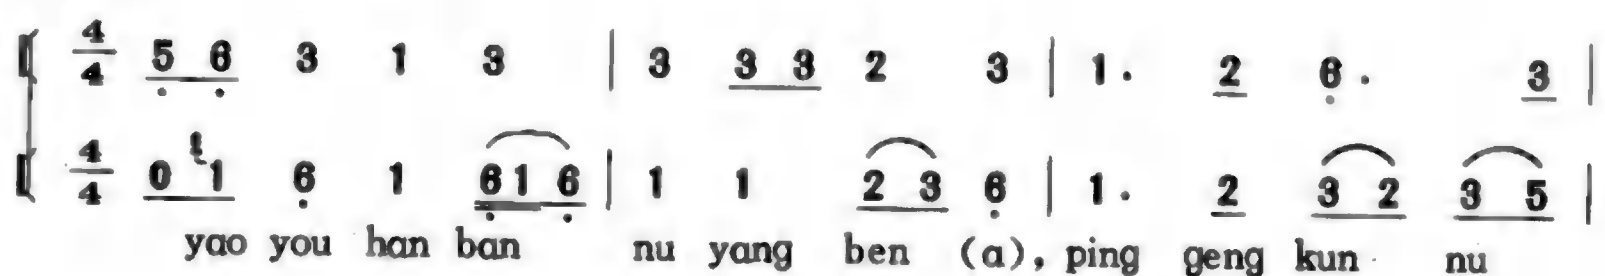 4/4 5 6 3 1 3 | 3 3 3 2 3 | 1. 2 6. 3 |
4/4 0 1 6 1 6 1 6 | 1 1 2 3 6 | 1. 2 3 2 3 5 |
yao you han ban nu yang ben (a), ping geng kun nu